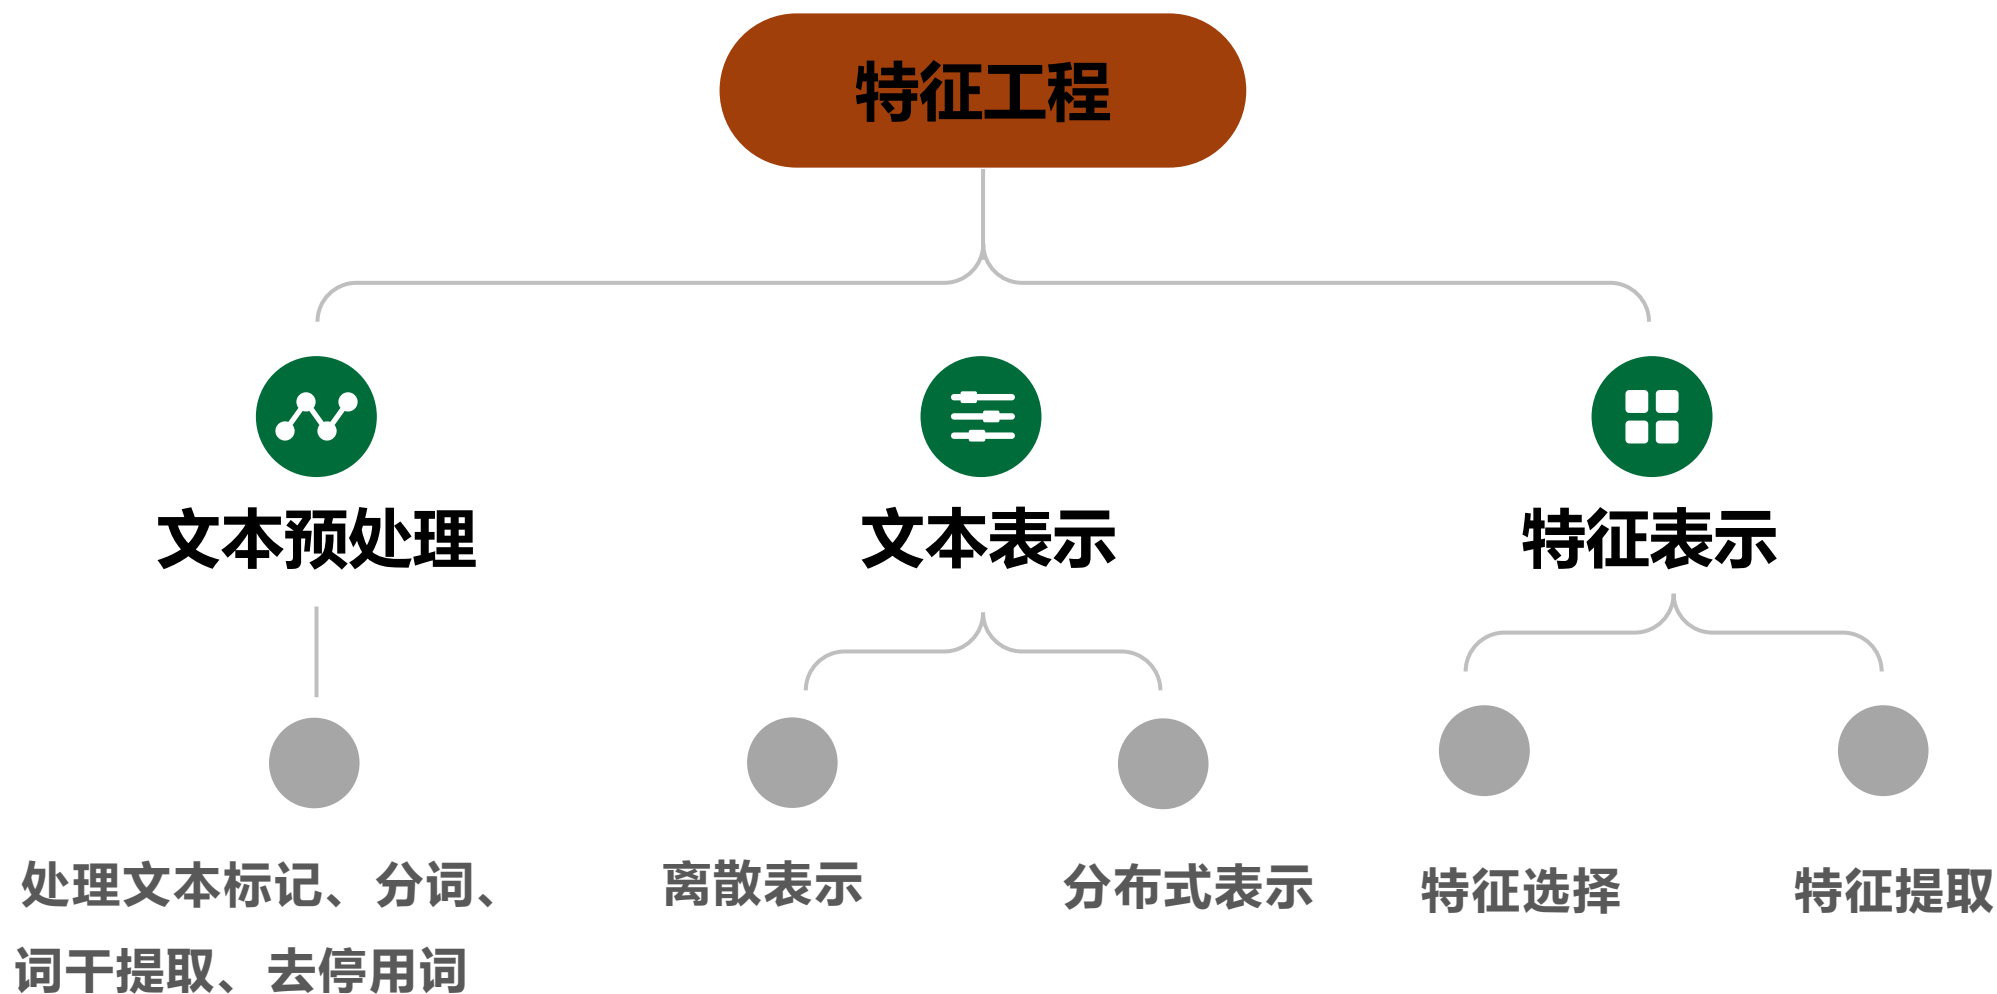 特征工程
文本预处理
文本表示
特征表示
处理文本标记、分词、
词干提取、去停用词
离散表示
分布式表示
特征选择
特征提取